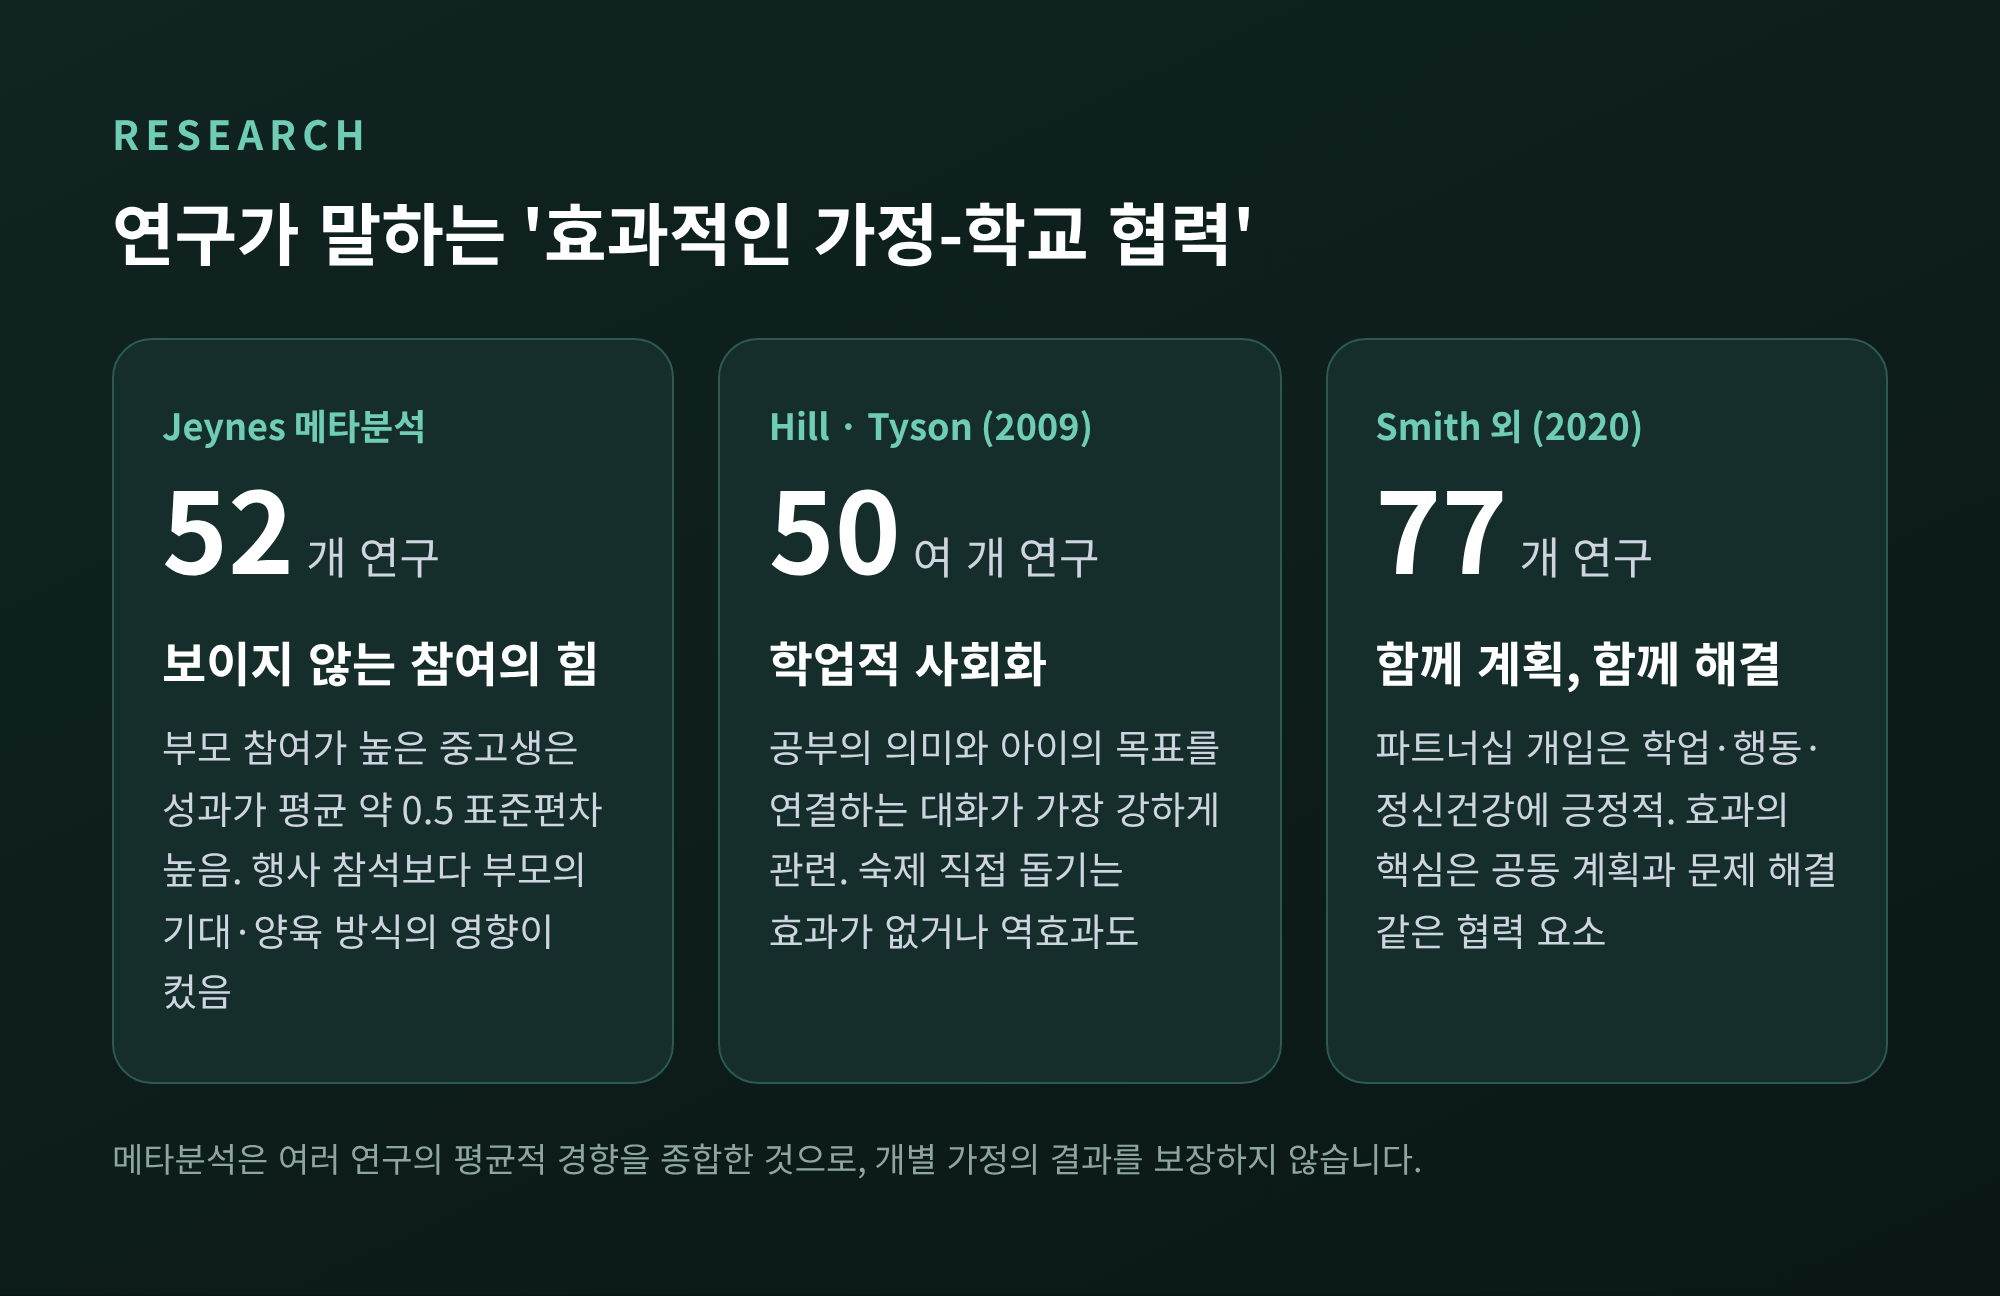 RESEARCH
연구가 말하는 '효과적인 가정-학교 협력'
Jeynes 메타분석
52 개 연구
보이지 않는 참여의 힘
부모 참여가 높은 중고생은
성과가 평균 약 0.5 표준편차
높음. 행사 참석보다 부모의
기대·양육 방식의 영향이
컸음
Hill · Tyson (2009)
50 여 개 연구
학업적 사회화
공부의 의미와 아이의 목표를
연결하는 대화가 가장 강하게
관련. 숙제 직접 돕기는
효과가 없거나 역효과도
Smith 외 (2020)
77 개 연구
함께 계획, 함께 해결
파트너십 개입은 학업·행동·
정신건강에 긍정적. 효과의
핵심은 공동 계획과 문제 해결
같은 협력 요소
메타분석은 여러 연구의 평균적 경향을 종합한 것으로, 개별 가정의 결과를 보장하지 않습니다.